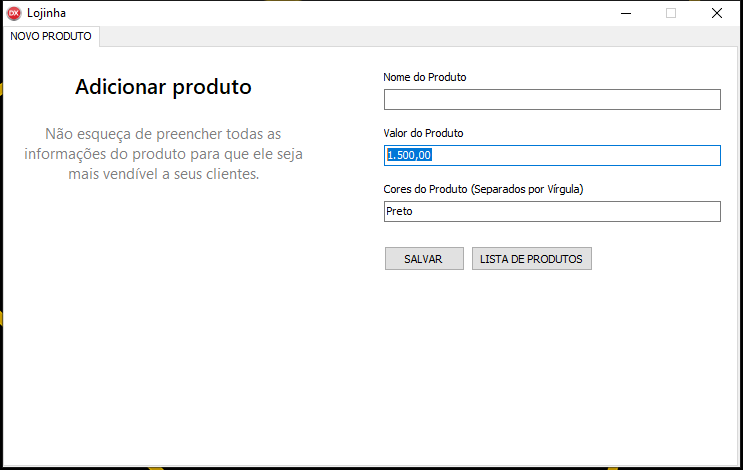 DX Lojinha
NOVO PRODUTO
Adicionar produto
Não esqueça de preencher todas as
informações do produto para que ele seja
mais vendível a seus clientes.
Nome do Produto
Valor do Produto
1.500,00
Cores do Produto (Separados por Vírgula)
Preto
SALVAR LISTA DE PRODUTOS